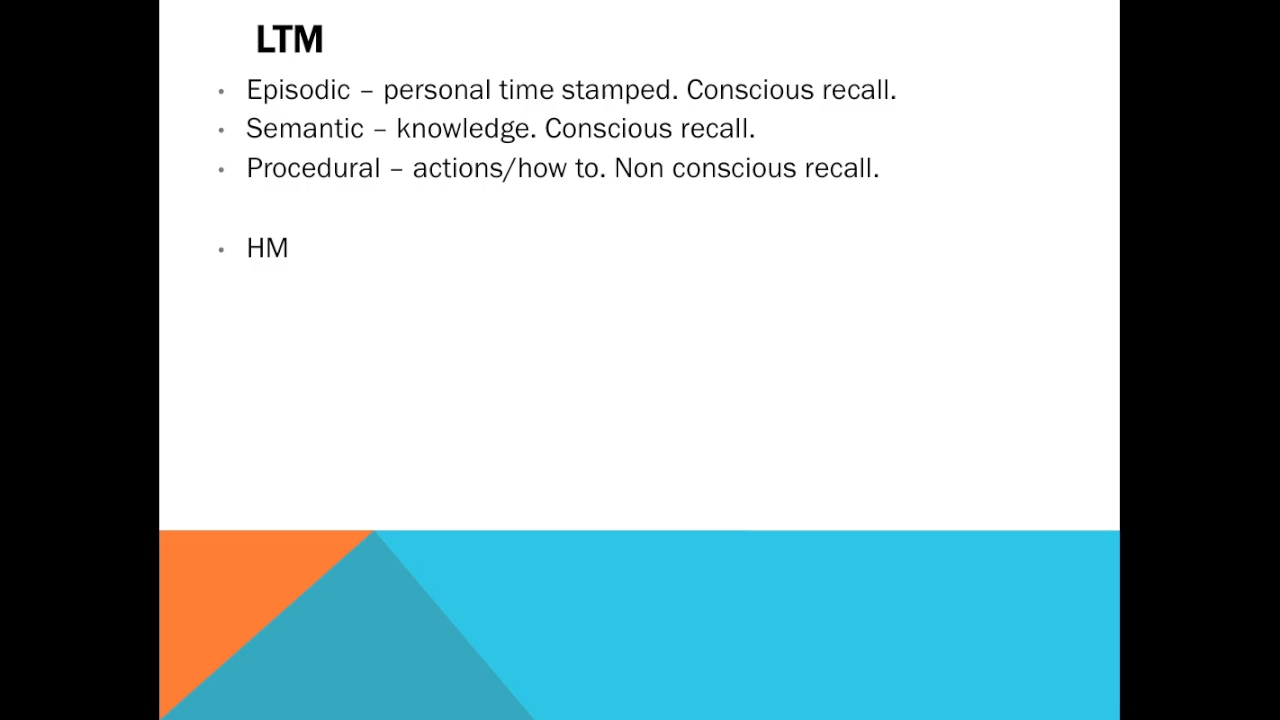 LTM
• Episodic – personal time stamped. Conscious recall.
• Semantic – knowledge. Conscious recall.
• Procedural – actions/how to. Non conscious recall.
• HM